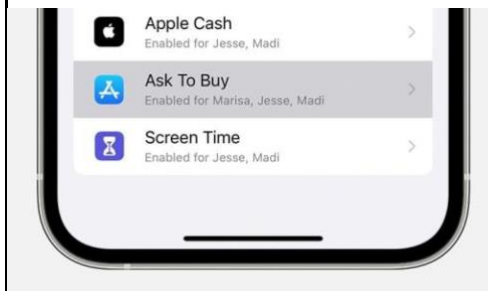 Apple Cash
Enabled for Jesse, Madi
Ask To Buy
Enabled for Marisa, Jesse, Madi
Screen Time
Enabled for Jesse, Madi